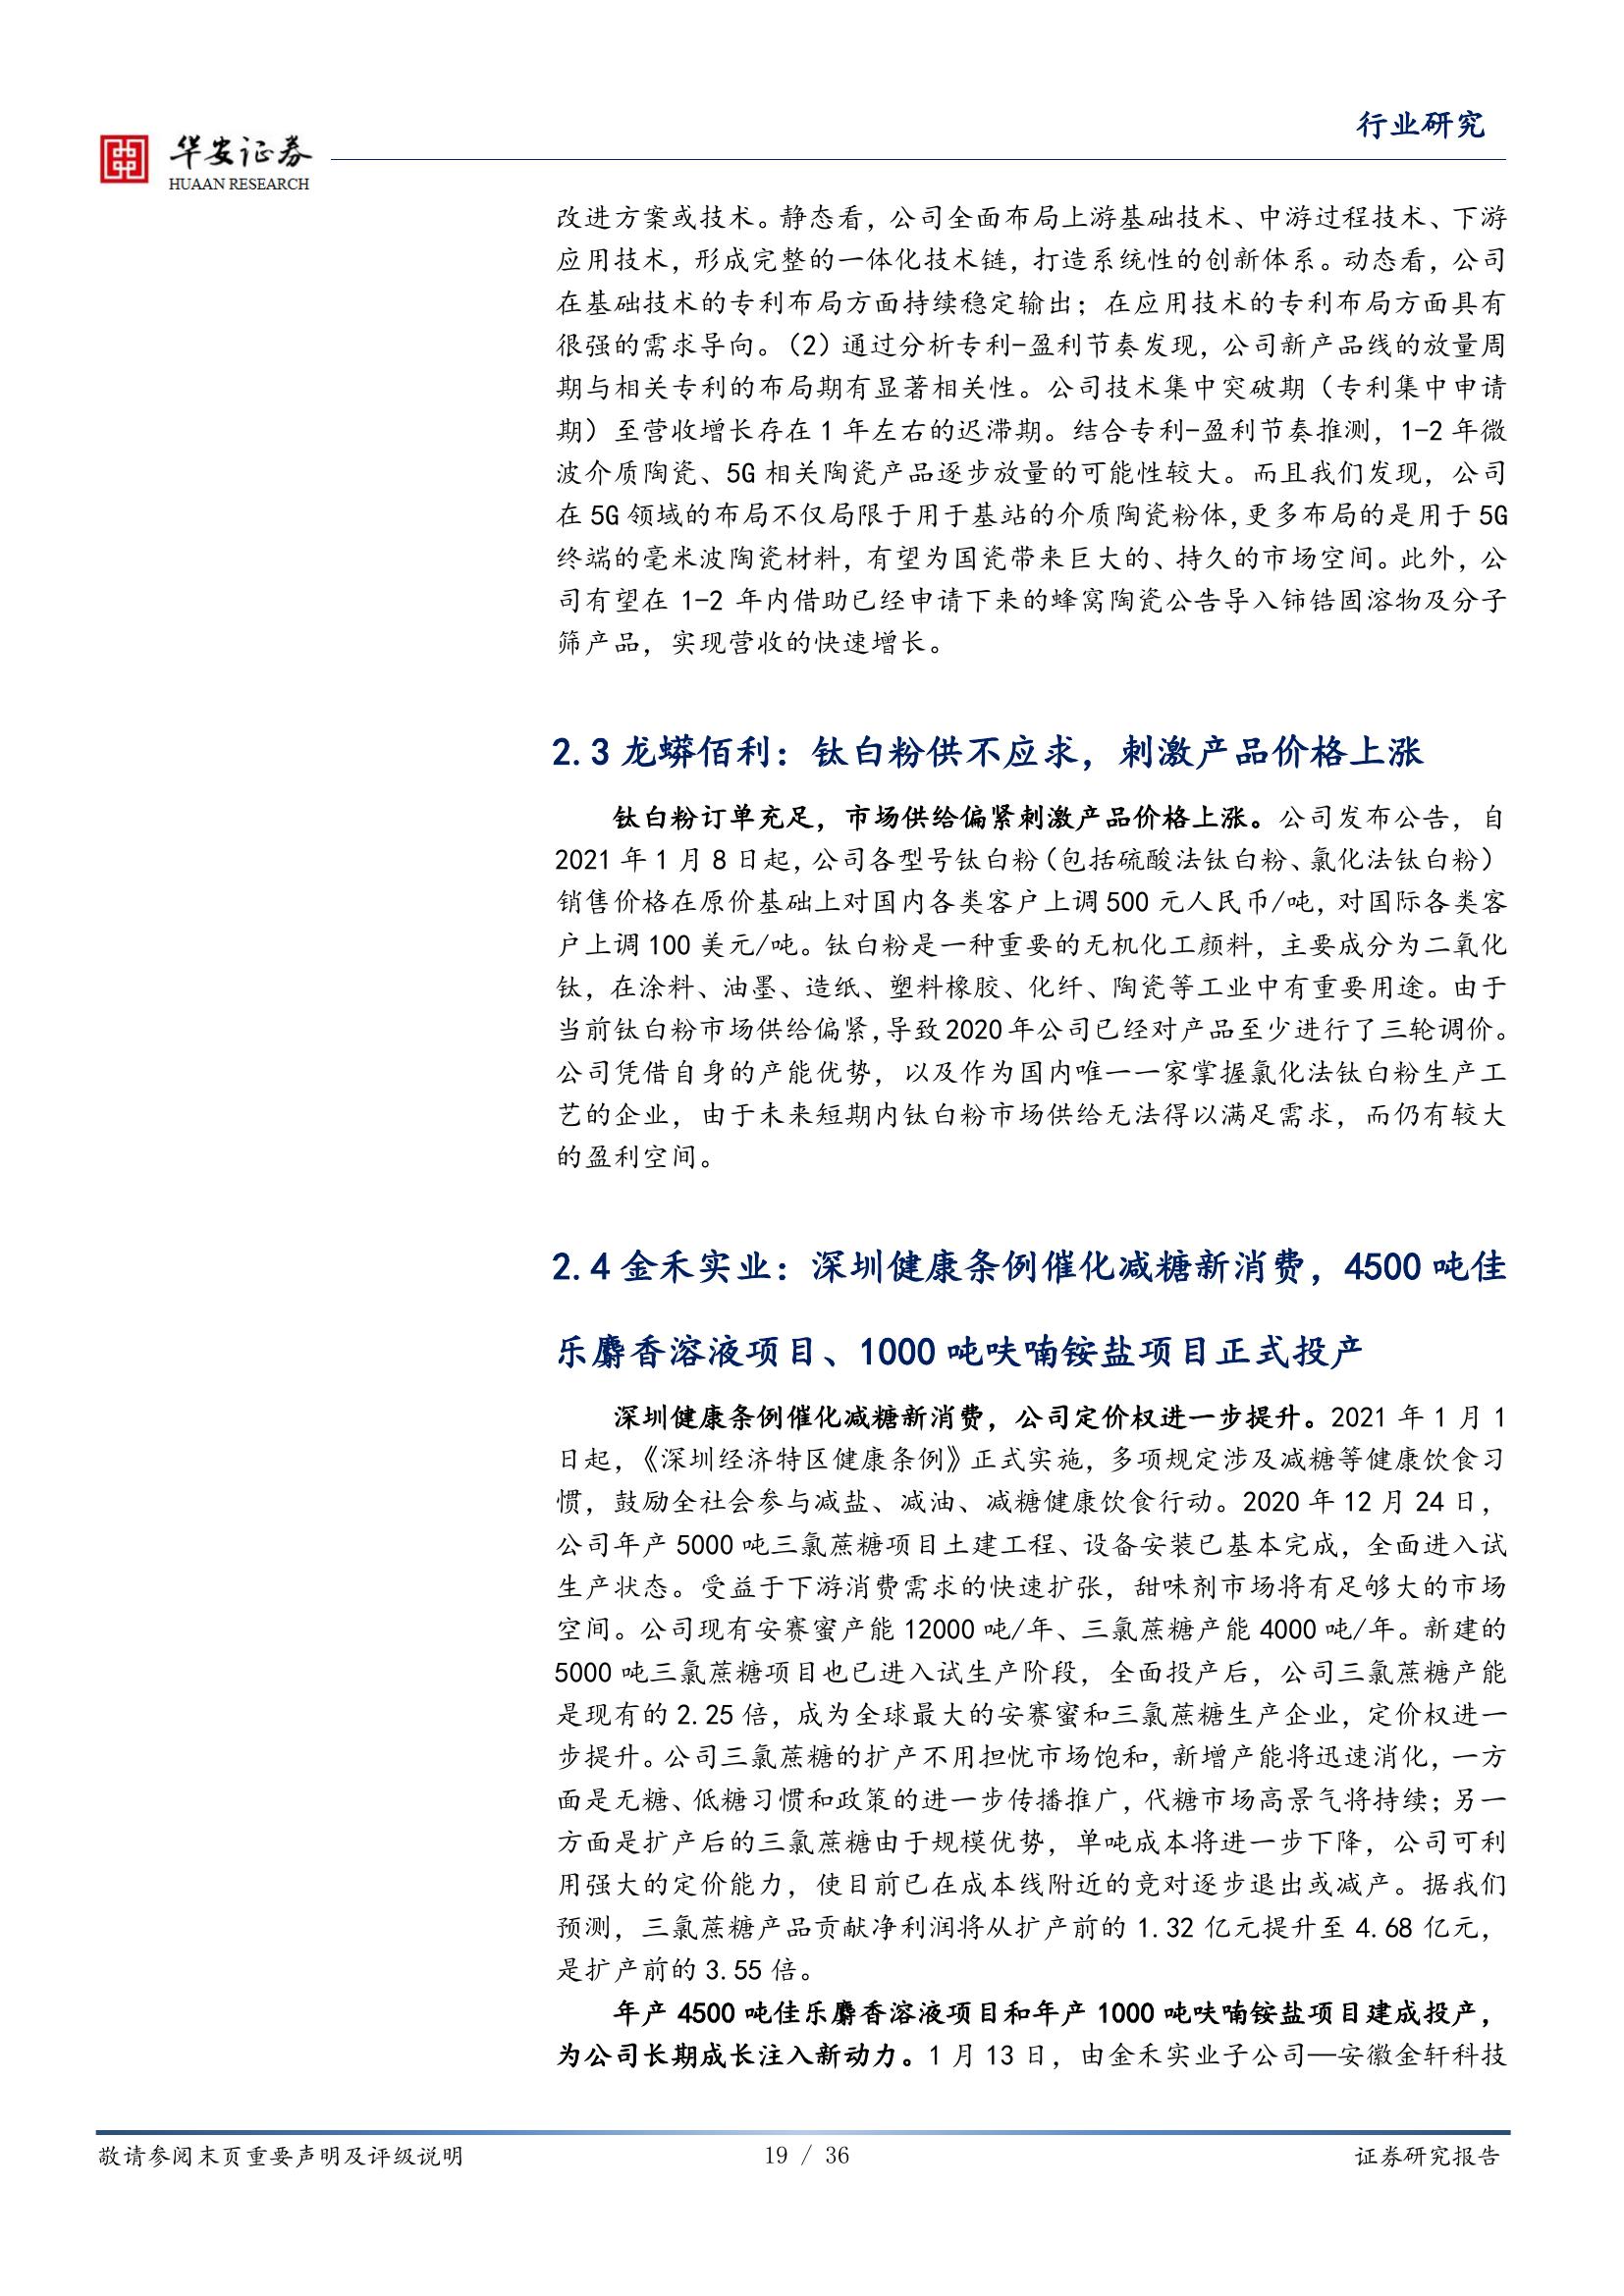 行业研究
华安证券
HUAAN RESEARCH
改进方案或技术。静态看，公司全面布局上游基础技术、中游过程技术、下游
应用技术，形成完整的一体化技术链，打造系统性的创新体系。动态看，公司
在基础技术的专利布局方面持续稳定输出；在应用技术的专利布局方面具有
很强的需求导向。（2）通过分析专利-盈利节奏发现，公司新产品线的放量周
期与相关专利的布局期有显著相关性。公司技术集中突破期（专利集中申请
期）至营收增长存在 1 年左右的迟滞期。结合专利-盈利节奏推测，1-2 年微
波介质陶瓷、5G 相关陶瓷产品逐步放量的可能性较大。而且我们发现，公司
在 5G 领域的布局不仅局限于用于基站的介质陶瓷粉体，更多布局的是用于 5G
终端的毫米波陶瓷材料，有望为国瓷带来巨大的、持久的市场空间。此外，公
司有望在 1-2 年内借助已经申请下来的蜂窝陶瓷公告导入铈锆固溶物及分子
筛产品，实现营收的快速增长。
2.3 龙蟒佰利：钛白粉供不应求，刺激产品价格上涨
钛白粉订单充足，市场供给偏紧刺激产品价格上涨。公司发布公告，自
2021 年 1 月 8 日起，公司各型号钛白粉（包括硫酸法钛白粉、氯化法钛白粉）
销售价格在原价基础上对国内各类客户上调 500 元人民币/吨，对国际各类客
户上调 100 美元/吨。钛白粉是一种重要的无机化工颜料，主要成分为二氧化
钛，在涂料、油墨、造纸、塑料橡胶、化纤、陶瓷等工业中有重要用途。由于
当前钛白粉市场供给偏紧，导致 2020 年公司已经对产品至少进行了三轮调价。
公司凭借自身的产能优势，以及作为国内唯一一家掌握氯化法钛白粉生产工
艺的企业，由于未来短期内钛白粉市场供给无法得以满足需求，而仍有较大
的盈利空间。
2.4 金禾实业：深圳健康条例催化减糖新消费，4500 吨佳
乐麝香溶液项目、1000 吨呋喃铵盐项目正式投产
深圳健康条例催化减糖新消费，公司定价权进一步提升。2021 年 1 月 1
日起，《深圳经济特区健康条例》正式实施，多项规定涉及减糖等健康饮食习
惯，鼓励全社会参与减盐、减油、减糖健康饮食行动。2020 年 12 月 24 日，
公司年产 5000 吨三氯蔗糖项目土建工程、设备安装已基本完成，全面进入试
生产状态。受益于下游消费需求的快速扩张，甜味剂市场将有足够大的市场
空间。公司现有安赛蜜产能 12000 吨/年、三氯蔗糖产能 4000 吨/年。新建的
5000 吨三氯蔗糖项目也已进入试生产阶段，全面投产后，公司三氯蔗糖产能
是现有的 2.25 倍，成为全球最大的安赛蜜和三氯蔗糖生产企业，定价权进一
步提升。公司三氯蔗糖的扩产不用担忧市场饱和，新增产能将迅速消化，一方
面是无糖、低糖习惯和政策的进一步传播推广，代糖市场高景气将持续；另一
方面是扩产后的三氯蔗糖由于规模优势，单吨成本将进一步下降，公司可利
用强大的定价能力，使目前已在成本线附近的竞对逐步退出或减产。据我们
预测，三氯蔗糖产品贡献净利润将从扩产前的 1.32 亿元提升至 4.68 亿元，
是扩产前的 3.55 倍。
年产 4500 吨佳乐麝香溶液项目和年产 1000 吨呋喃铵盐项目建成投产，
为公司长期成长注入新动力。1 月 13 日，由金禾实业子公司—安徽金轩科技
敬请参阅末页重要声明及评级说明
19 / 36
证券研究报告